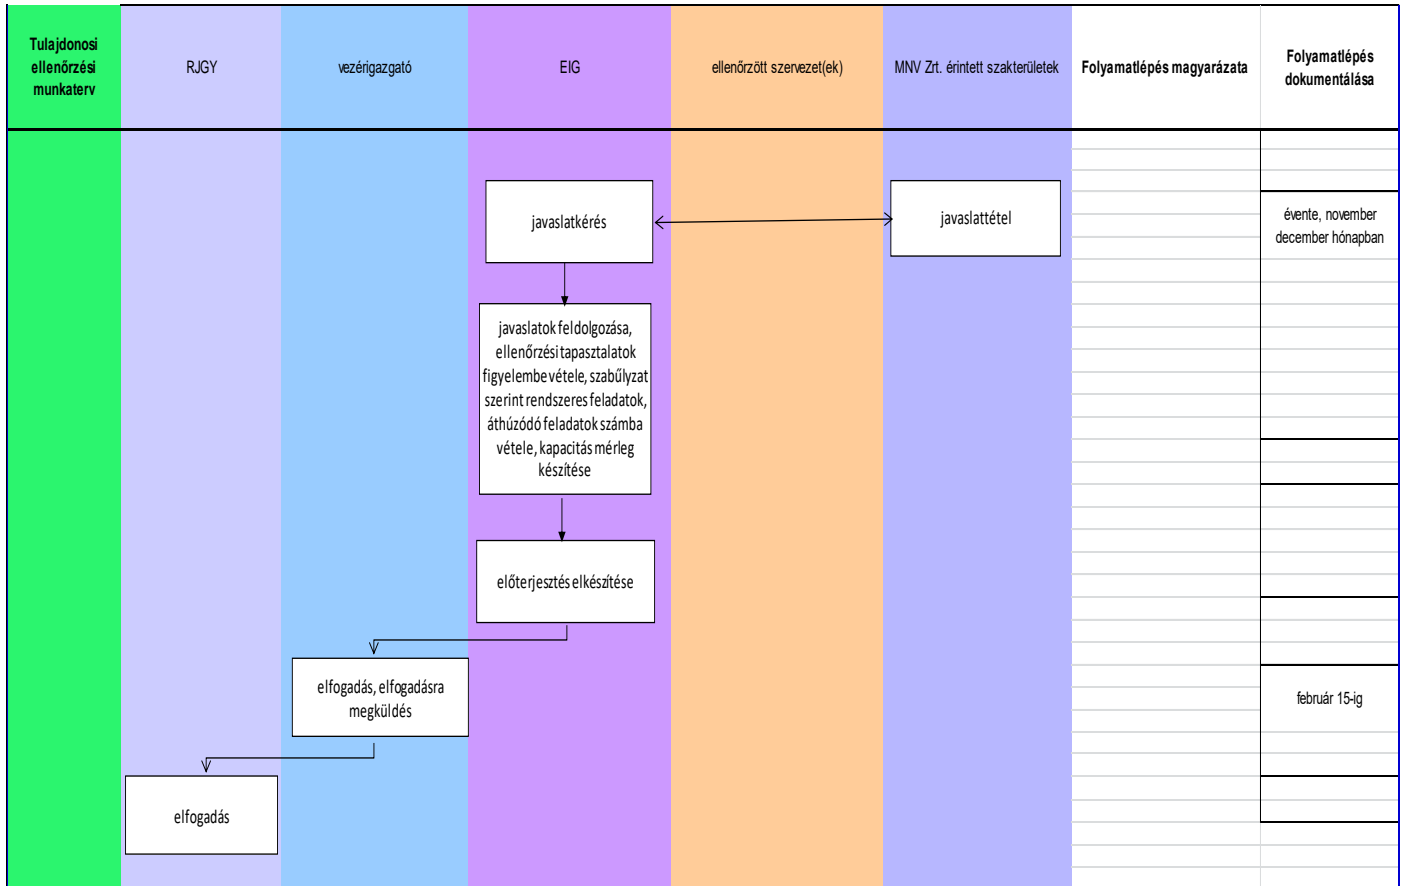 Tulajdonosi
ellenőrzési
munkaterv
RJGY
vezérigazgató
EIG
ellenőrzött szervezet(ek)
MNV Zrt. érintett szakterületek
Folyamatlépés magyarázata
Folyamatlépés
dokumentálása
javaslatkérés
javaslattétel
évente, november
december hónapban
javaslatok feldolgozása,
ellenőrzési tapasztalatok
figyelembe vétele, szabűlyzat
szerint rendszeres feladatok,
áthúzódó feladatok számba
vétele, kapacitás mérleg
készítése
előterjesztés elkészítése
elfogadás, elfogadásra
megküldés
február 15-ig
elfogadás